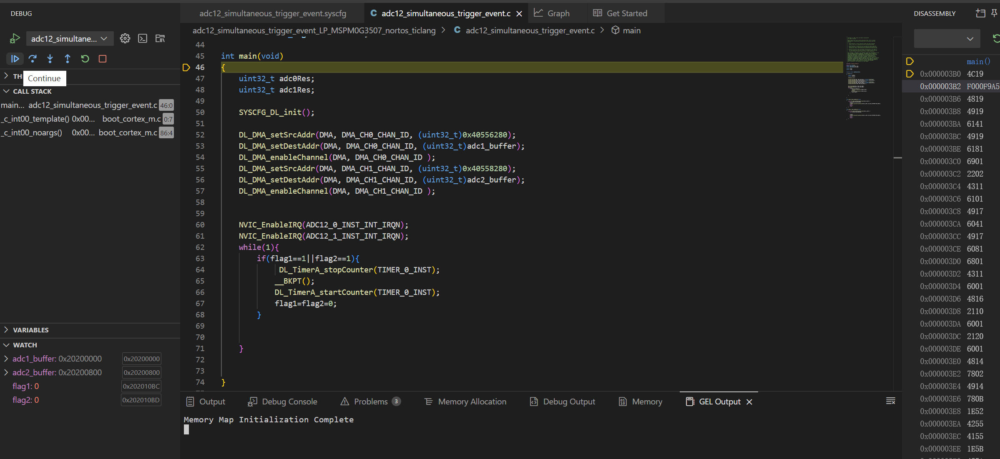 DEBUG
adc12_simultane...
TH
Continue
CALL STACK
main... adc12_simultaneous_trigger_event.c 46:0
_c_int00_template() 0x00... boot_cortex_m.c 0:7
_c_int00_noargs() 0x00... boot_cortex_m.c 86:4
VARIABLES
WATCH
adc1_buffer: 0x20200000 0x20200000
adc2_buffer: 0x20200800 0x20200800
flag1: 0 0x202010BC
flag2: 0 0x202010BD
adc12_simultaneous_trigger_event.syscfg
C adc12_simultaneous_trigger_event.c
Graph
Get Started
adc12_simultaneous_trigger_event_LP_MSPM0G3507_nortos_ticlang > C adc12_simultaneous_trigger_event.c > main
44
45 int main(void)
46 {
47 uint32_t adc0Res;
48 uint32_t adc1Res;
49
50 SYSCFG_DL_init();
51
52 DL_DMA_setSrcAddr(DMA, DMA_CH0_CHAN_ID, (uint32_t)0x40556280);
53 DL_DMA_setDestAddr(DMA, DMA_CH0_CHAN_ID, (uint32_t)adc1_buffer);
54 DL_DMA_enableChannel(DMA, DMA_CH0_CHAN_ID );
55 DL_DMA_setSrcAddr(DMA, DMA_CH1_CHAN_ID, (uint32_t)0x40558280);
56 DL_DMA_setDestAddr(DMA, DMA_CH1_CHAN_ID, (uint32_t)adc2_buffer);
57 DL_DMA_enableChannel(DMA, DMA_CH1_CHAN_ID );
58
59
60 NVIC_EnableIRQ(ADC12_0_INST_INT_IRQN);
61 NVIC_EnableIRQ(ADC12_1_INST_INT_IRQN);
62 while(1){
63 if(flag1==1||flag2==1){
64 DL_TimerA_stopCounter(TIMER_0_INST);
65 __BKPT();
66 DL_TimerA_startCounter(TIMER_0_INST);
67 flag1=flag2=0;
68 }
69
70
71 }
72
73
74 }
Output
Debug Console
Problems 3
Memory Allocation
Debug Output
Memory
GEL Output
Memory Map Initialization Complete
DISASSEMBLY
main()
0x000003B0 4C19
0x000003B2 F000F9A5
0x000003B6 4819
0x000003B8 4919
0x000003BA 6141
0x000003BC 4919
0x000003BE 6181
0x000003C0 6901
0x000003C2 2202
0x000003C4 4311
0x000003C6 6101
0x000003C8 4917
0x000003CA 6041
0x000003CC 4917
0x000003CE 6081
0x000003D0 6801
0x000003D2 4311
0x000003D4 6001
0x000003D6 4816
0x000003D8 2110
0x000003DA 6001
0x000003DC 2120
0x000003DE 6001
0x000003E0 4814
0x000003E2 7802
0x000003E4 4914
0x000003E6 780B
0x000003E8 1E52
0x000003EA 4255
0x000003EC 4155
0x000003EE 1E5B